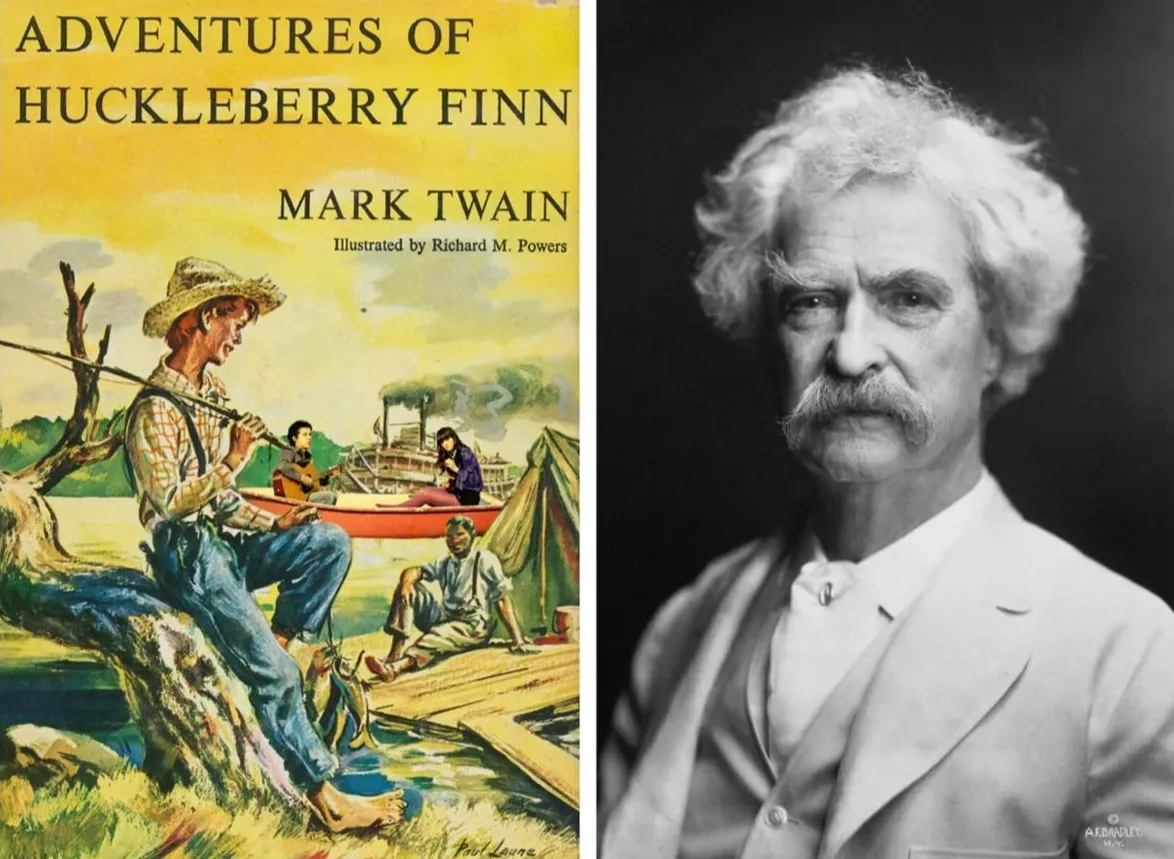 ADVENTURES OF
HUCKLEBERRY FINN
MARK TWAIN
Illustrated by Richard M. Powers
Paul Laune
©
A.F.BRADLEY.
N.Y.